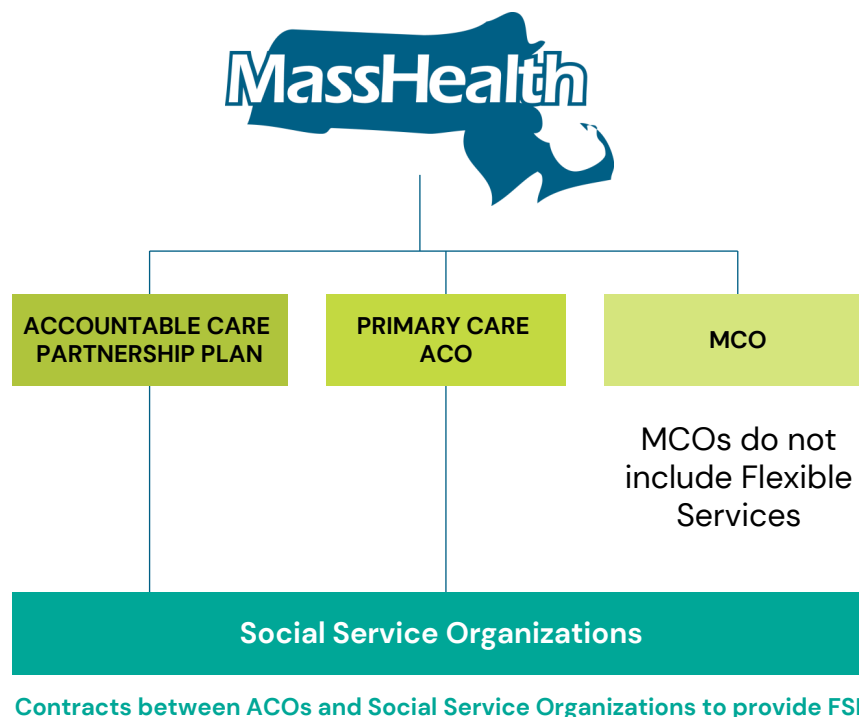 MassHealth
ACCOUNTABLE CARE
PARTNERSHIP PLAN
PRIMARY CARE
ACO
MCO
MCOs do not
include Flexible
Services
Social Service Organizations
Contracts between ACOs and Social Service Organizations to provide